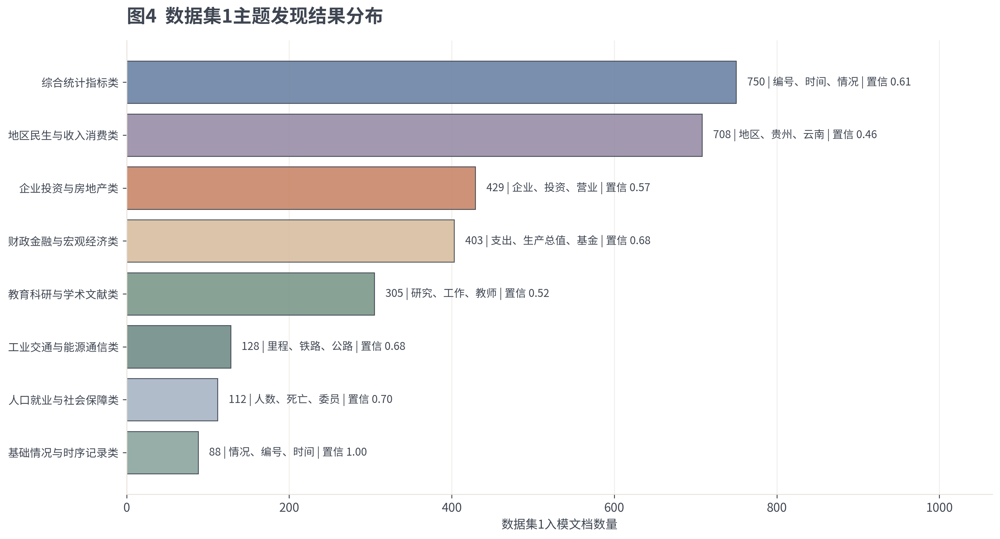 图4 数据集1主题发现结果分布
综合统计指标类
750 | 编号、时间、情况 | 置信 0.61
地区民生与收入消费类
708 | 地区、贵州、云南 | 置信 0.46
企业投资与房地产类
429 | 企业、投资、营业 | 置信 0.57
财政金融与宏观经济类
403 | 支出、生产总值、基金 | 置信 0.68
教育科研与学术文献类
305 | 研究、工作、教师 | 置信 0.52
工业交通与能源通信类
128 | 里程、铁路、公路 | 置信 0.68
人口就业与社会保障类
112 | 人数、死亡、委员 | 置信 0.70
基础情况与时序记录类
88 | 情况、编号、时间 | 置信 1.00
0 200 400 600 800 1000
数据集1入模文档数量